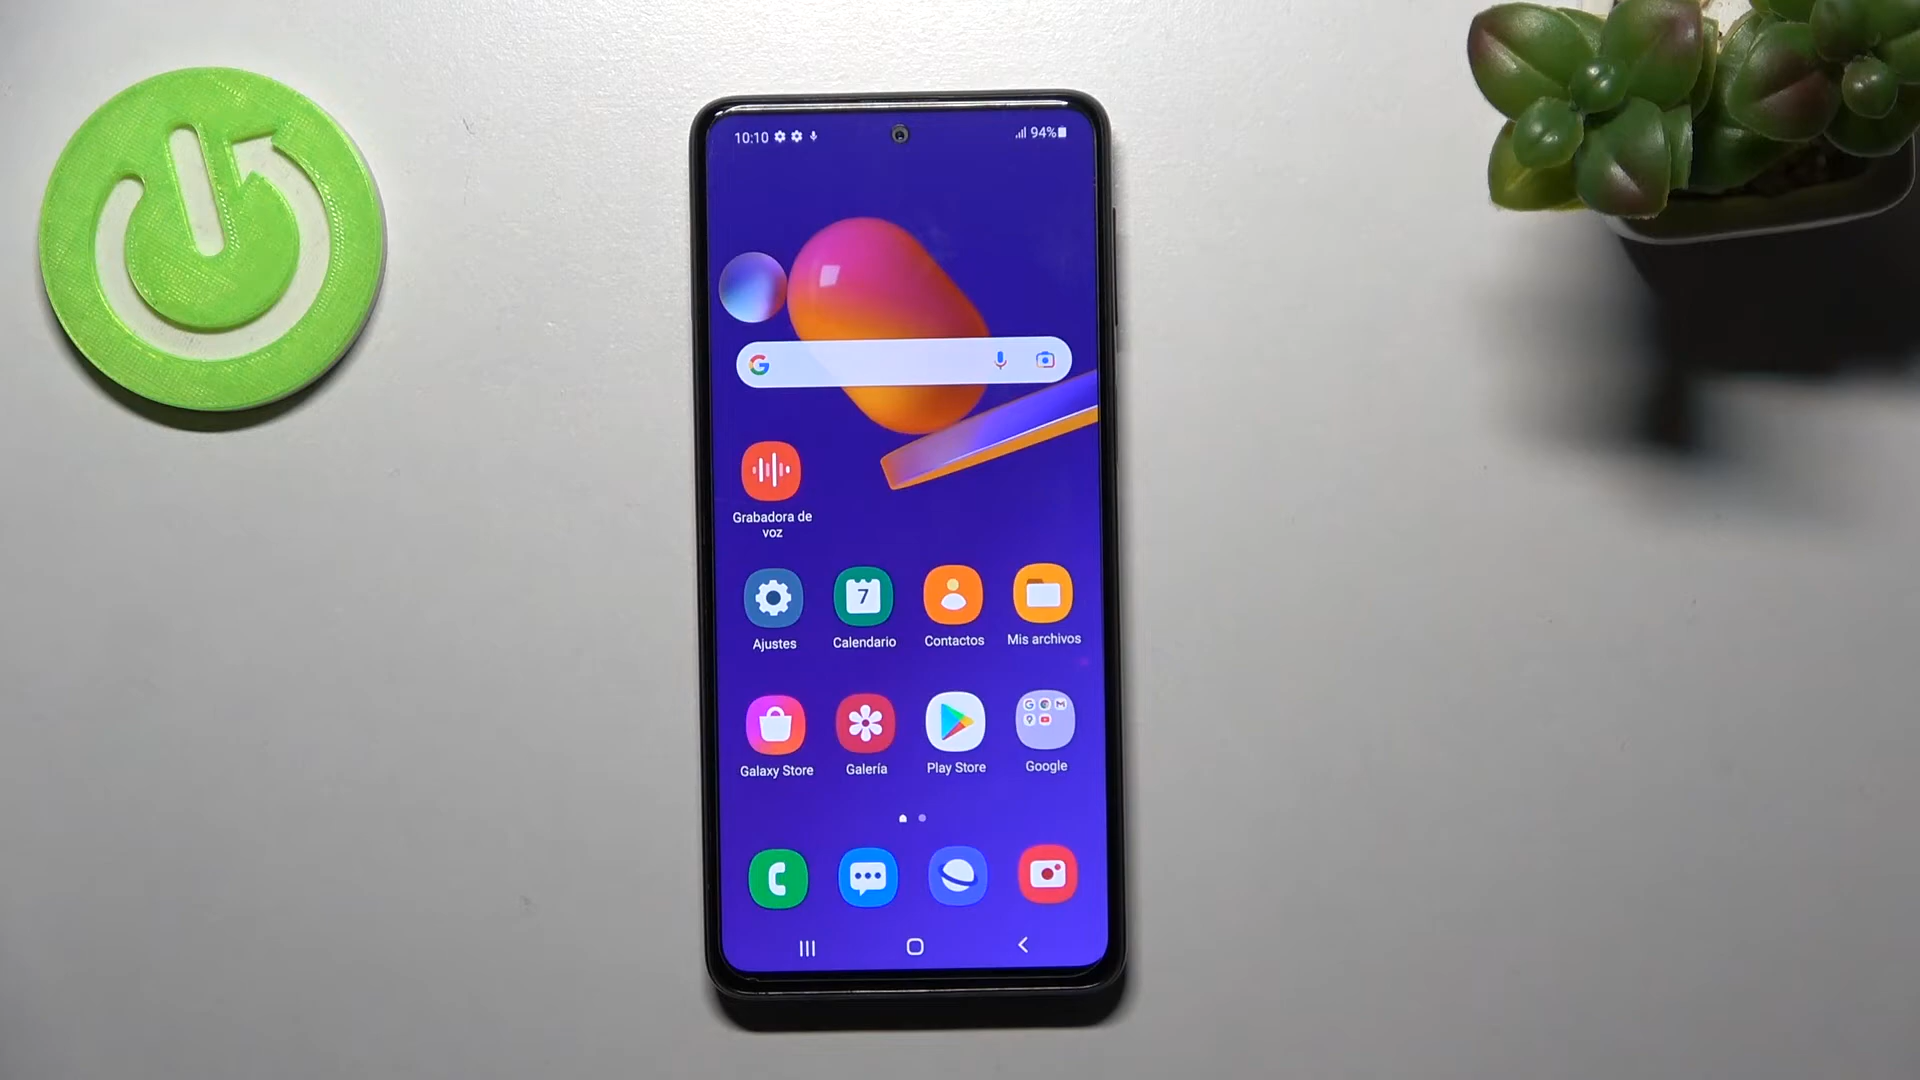 10:10
94%
Grabadora de
voz
7
Ajustes
Calendario
Contactos
Mis archivos
Galaxy Store
Galería
Play Store
Google